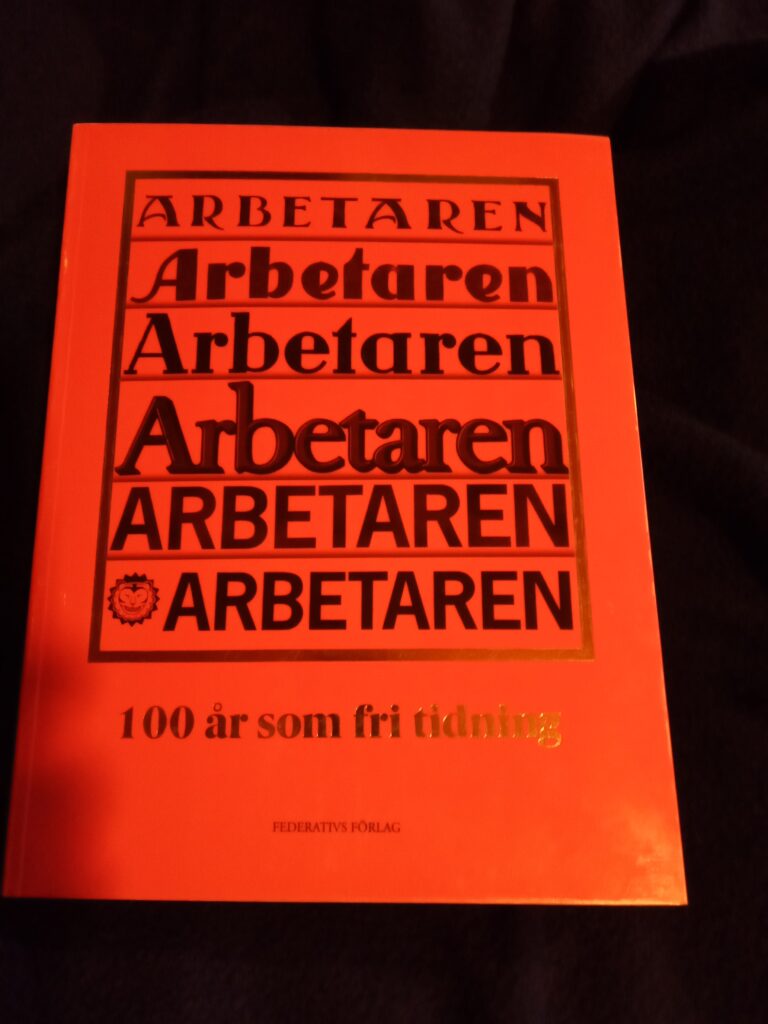 ARBETAREN
Arbetaren
Arbetaren
Arbetaren
ARBETAREN
ARBETAREN
100 år som fri tidning
FEDERATIVS FÖRLAG